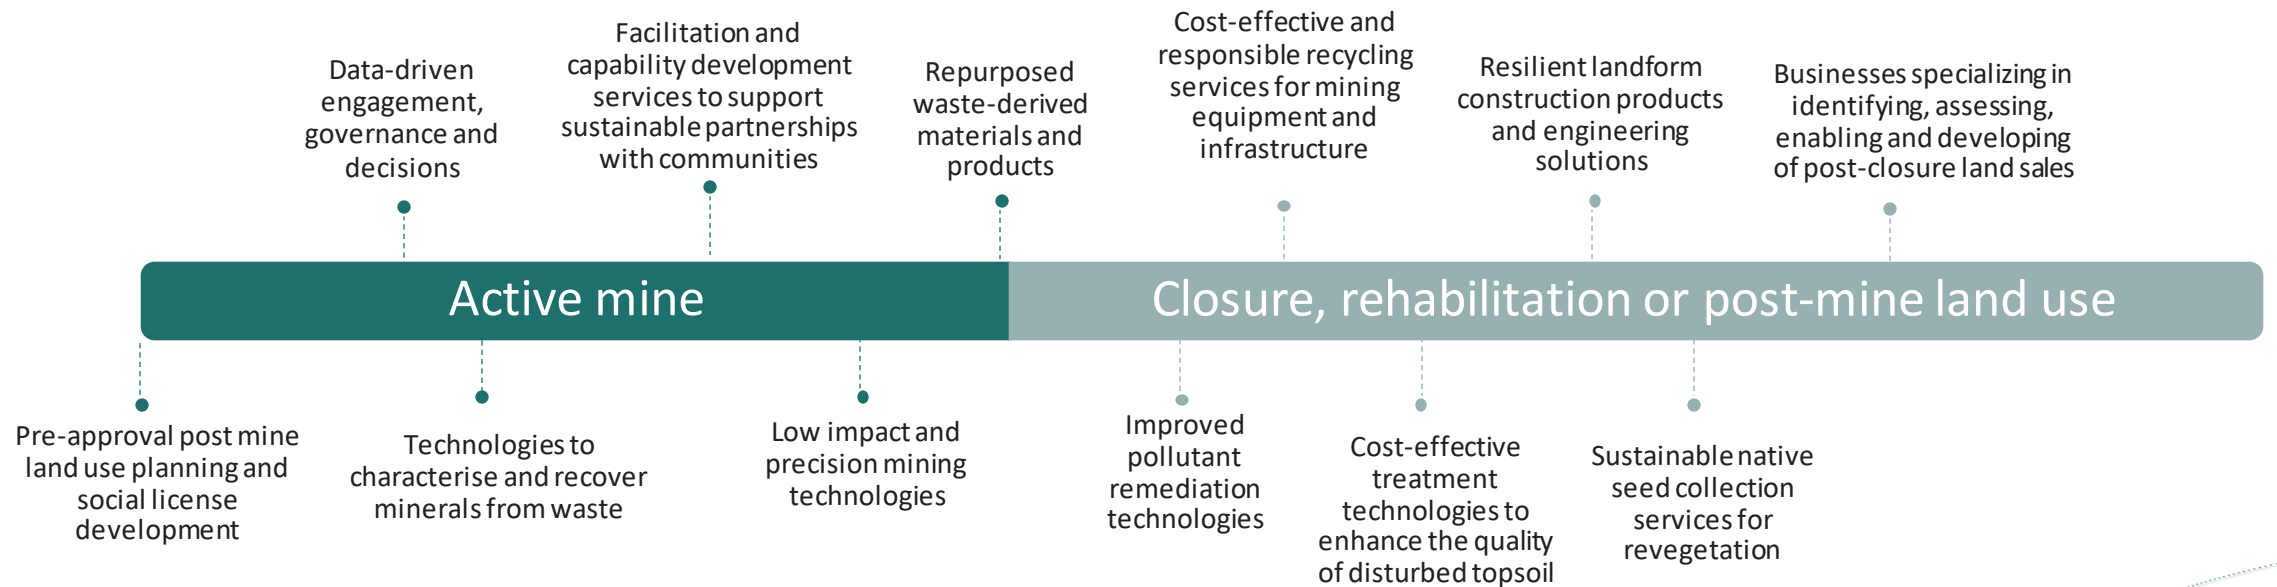 Data-driven
engagement,
governance and
decisions
Facilitation and
capability development
services to support
sustainable partnerships
with communities
Repurposed
waste-derived
materials and
products
Cost-effective and
responsible recycling
services for mining
equipment and
infrastructure
Resilient landform
construction products
and engineering
solutions
Businesses specializing in
identifying, assessing,
enabling and developing
of post-closure land sales
Active mine
Closure, rehabilitation or post-mine land use
Pre-approval post mine
land use planning and
social license
development
Technologies to
characterise and recover
minerals from waste
Low impact and
precision mining
technologies
Improved
pollutant
remediation
technologies
Cost-effective
treatment
technologies to
enhance the quality
of disturbed topsoil
Sustainable native
seed collection
services for
revegetation